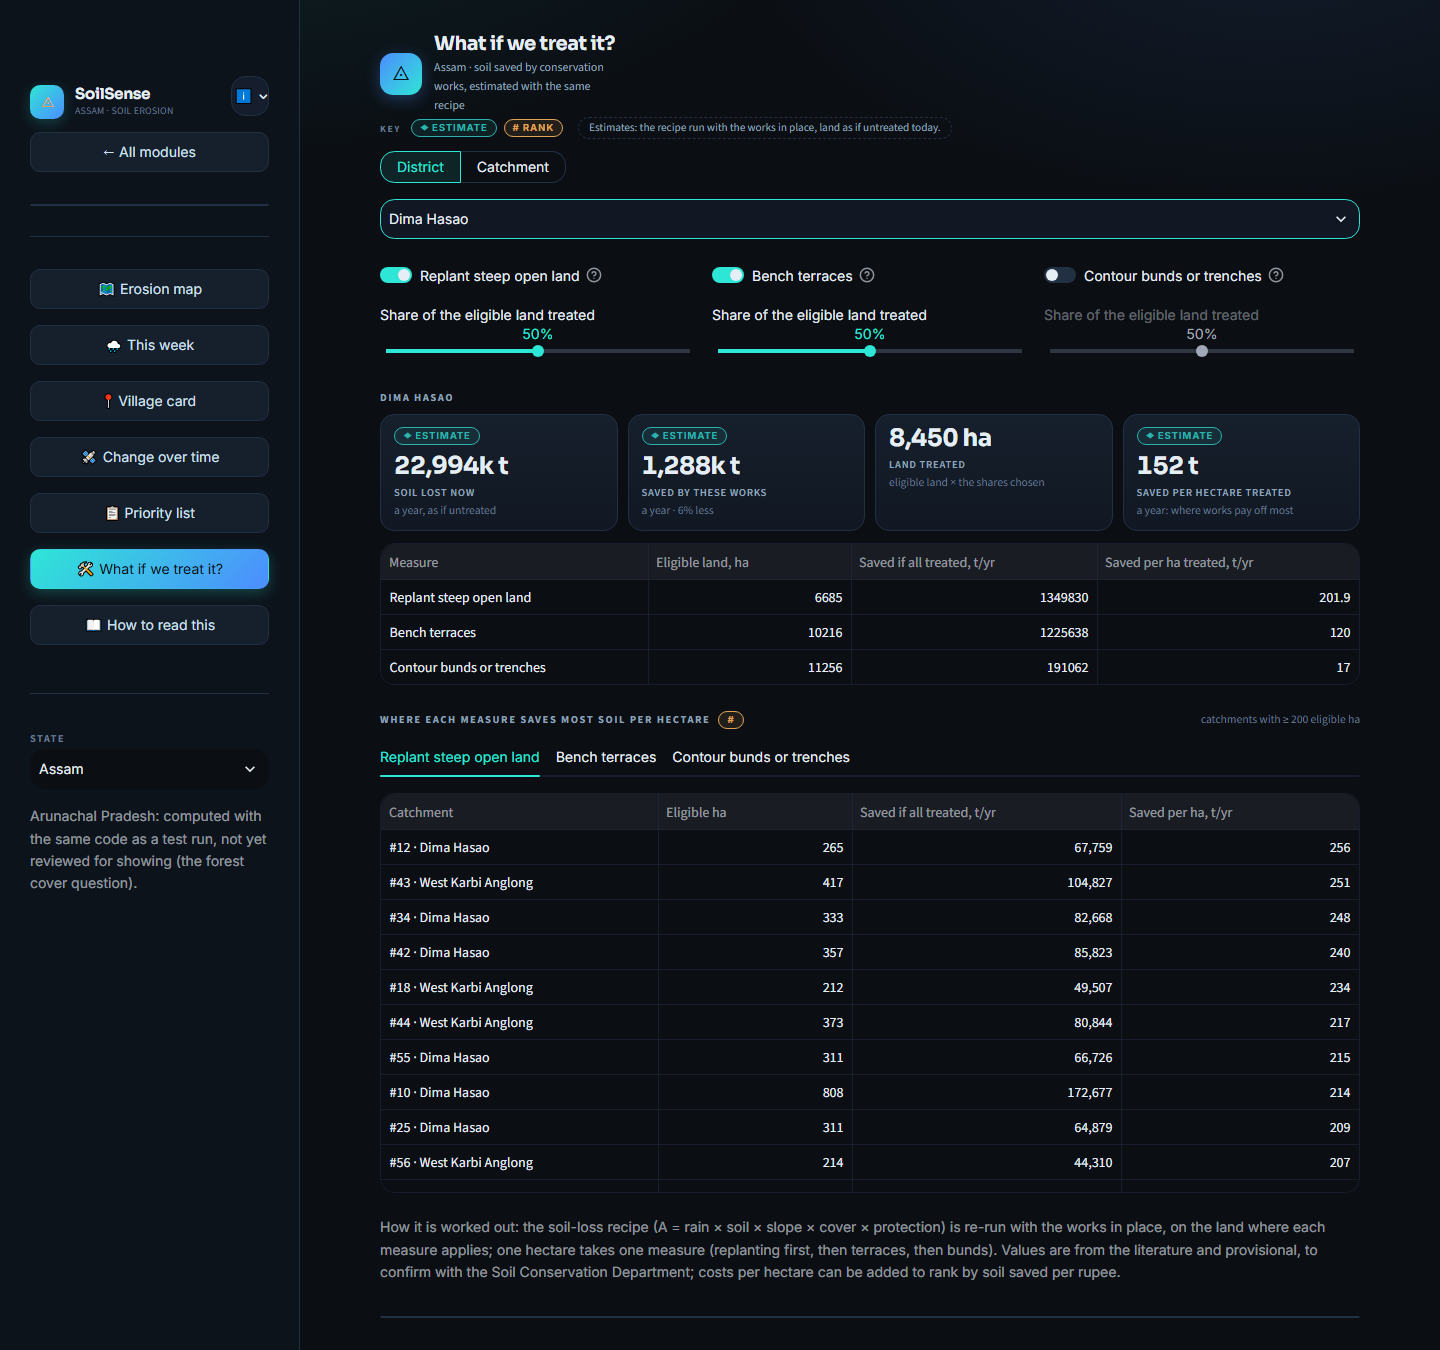 SoilSense
ASSAM · SOIL EROSION
← All modules
Erosion map
This week
Village card
Change over time
Priority list
What if we treat it?
How to read this
STATE
Assam
Arunachal Pradesh: computed with
the same code as a test run, not yet
reviewed for showing (the forest
cover question).
What if we treat it?
Assam · soil saved by conservation
works, estimated with the same
recipe
KEY ◆ ESTIMATE # RANK Estimates: the recipe run with the works in place, land as if untreated today.
District Catchment
Dima Hasao
Replant steep open land Bench terraces Contour bunds or trenches
Share of the eligible land treated Share of the eligible land treated Share of the eligible land treated
50% 50% 50%
DIMA HASAO
◆ ESTIMATE
22,994k t
SOIL LOST NOW
a year, as if untreated
◆ ESTIMATE
1,288k t
SAVED BY THESE WORKS
a year · 6% less
8,450 ha
LAND TREATED
eligible land × the shares chosen
◆ ESTIMATE
152 t
SAVED PER HECTARE TREATED
a year: where works pay off most
Measure Eligible land, ha Saved if all treated, t/yr Saved per ha treated, t/yr
Replant steep open land 6685 1349830 201.9
Bench terraces 10216 1225638 120
Contour bunds or trenches 11256 191062 17
WHERE EACH MEASURE SAVES MOST SOIL PER HECTARE # catchments with ≥ 200 eligible ha
Replant steep open land Bench terraces Contour bunds or trenches
Catchment Eligible ha Saved if all treated, t/yr Saved per ha, t/yr
#12 · Dima Hasao 265 67,759 256
#43 · West Karbi Anglong 417 104,827 251
#34 · Dima Hasao 333 82,668 248
#42 · Dima Hasao 357 85,823 240
#18 · West Karbi Anglong 212 49,507 234
#44 · West Karbi Anglong 373 80,844 217
#55 · Dima Hasao 311 66,726 215
#10 · Dima Hasao 808 172,677 214
#25 · Dima Hasao 311 64,879 209
#56 · West Karbi Anglong 214 44,310 207
How it is worked out: the soil-loss recipe (A = rain × soil × slope × cover × protection) is re-run with the works in place, on the land where each
measure applies; one hectare takes one measure (replanting first, then terraces, then bunds). Values are from the literature and provisional, to
confirm with the Soil Conservation Department; costs per hectare can be added to rank by soil saved per rupee.